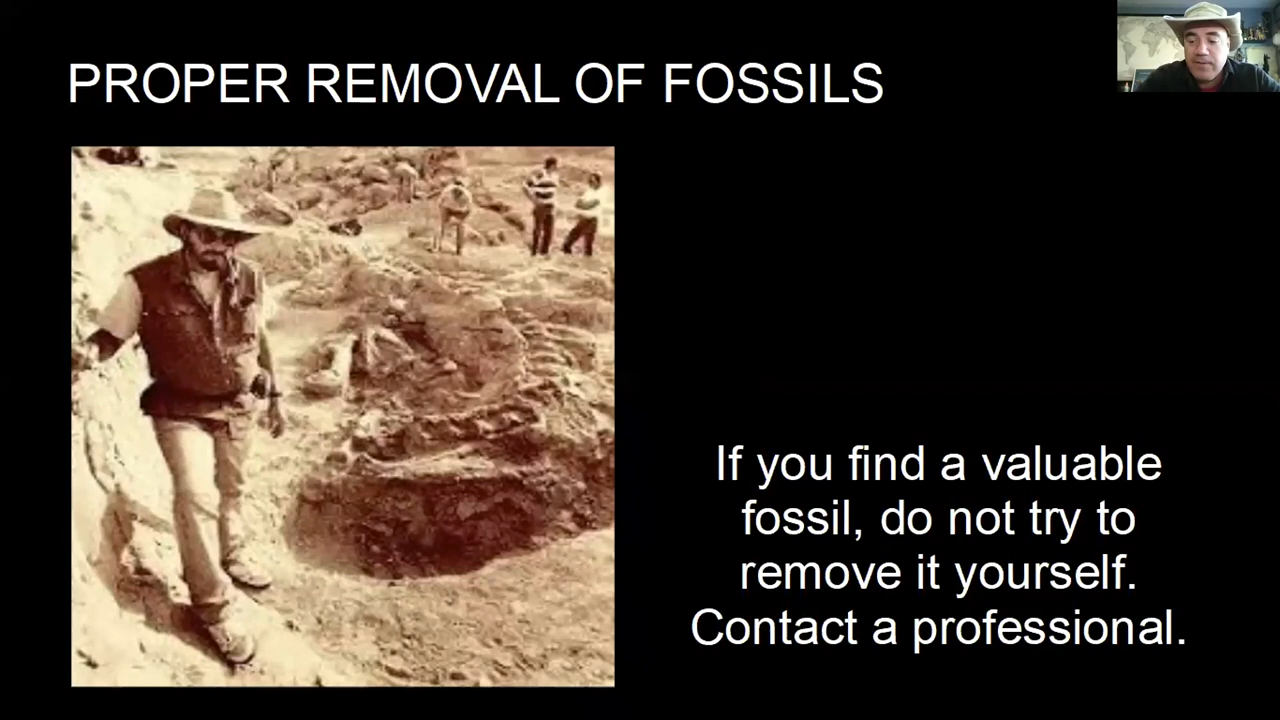 PROPER REMOVAL OF FOSSILS
If you find a valuable
fossil, do not try to
remove it yourself.
Contact a professional.